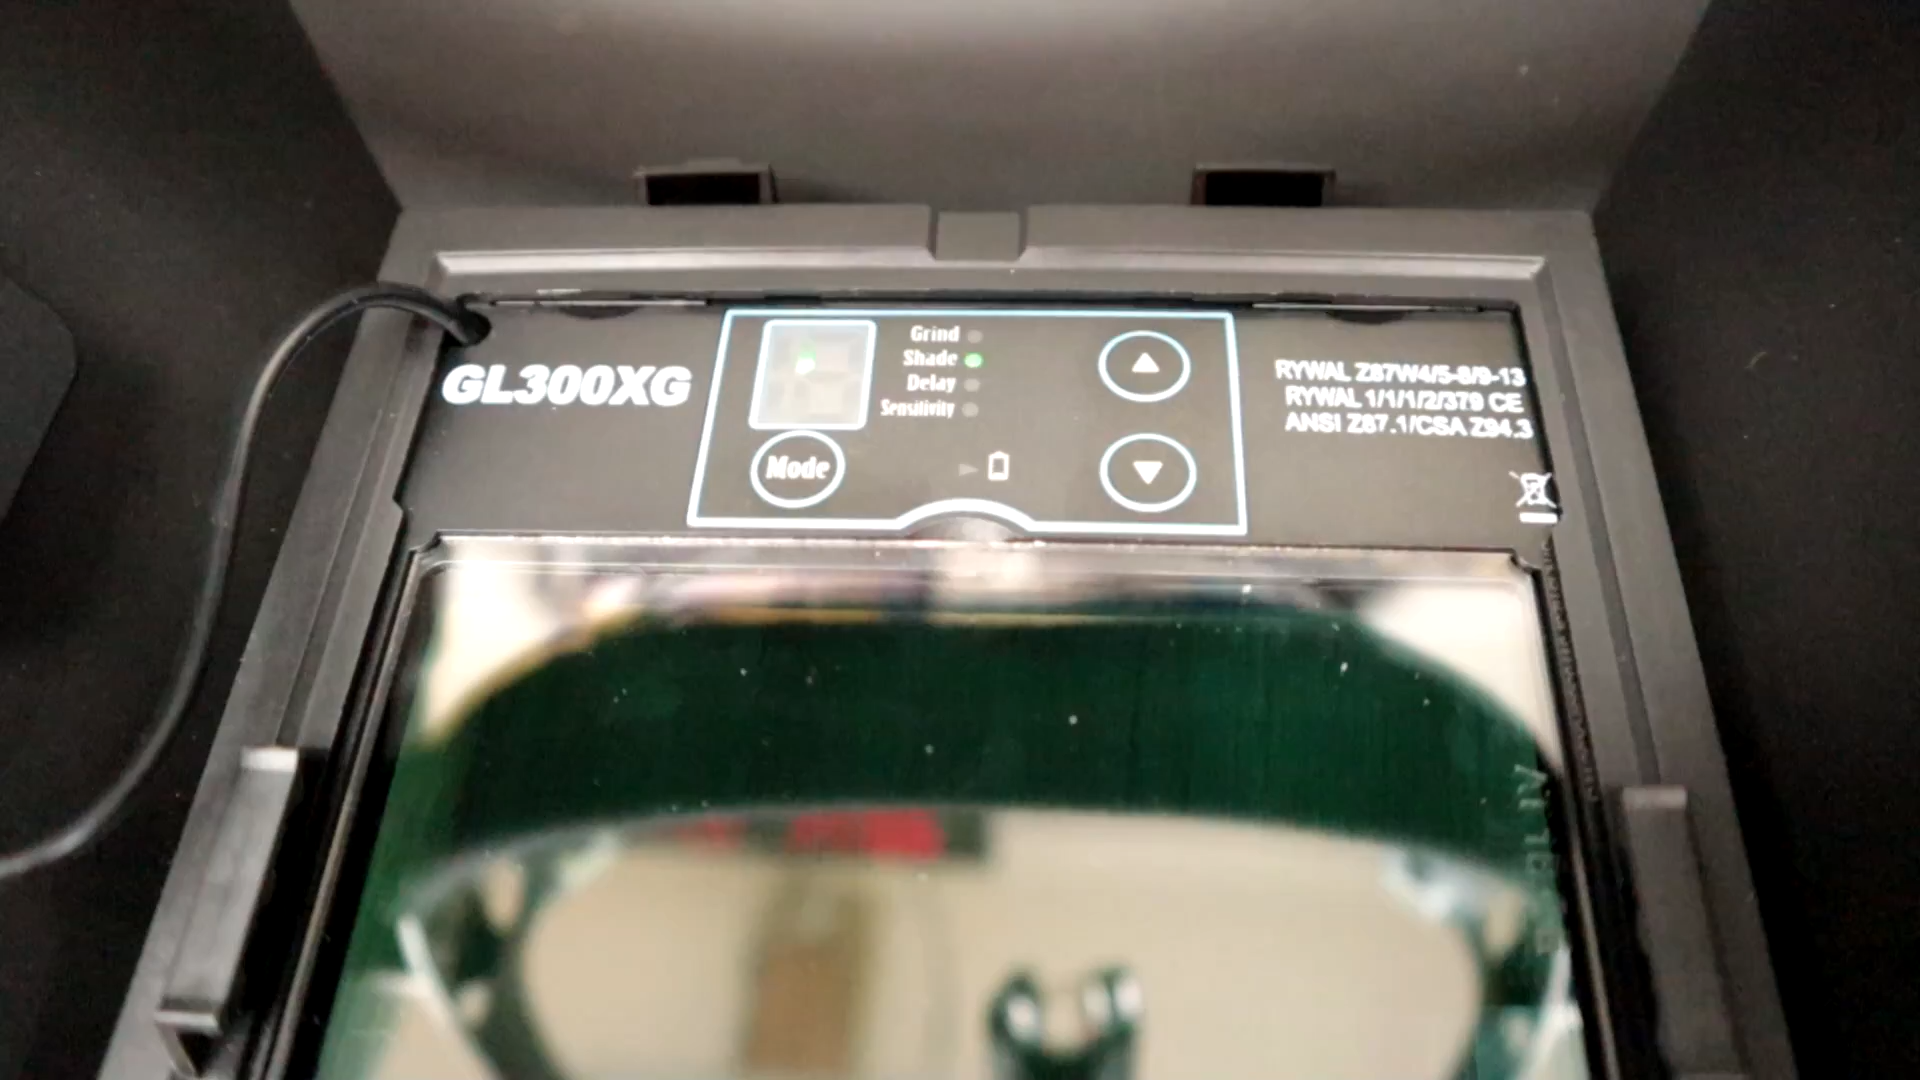 GL300XG
Grind
Shade
Delay
Sensitivity
Mode
RYWAL Z87W4/5-8/9-13
RYWAL 1/1/1/2/379 CE
ANSI Z87.1/CSA Z94.3